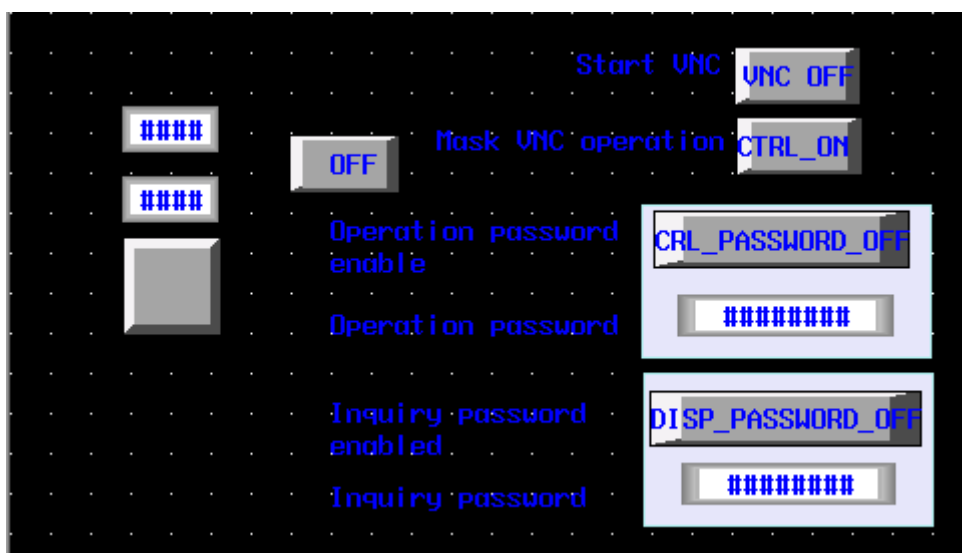 Start VNC
VNC OFF
####
Mask VNC operation
CTRL_ON
OFF
####
Operation password
enable
CRL_PASSWORD_OFF
Operation password
########
Inquiry password
enabled
DISP_PASSWORD_OFF
Inquiry password
########